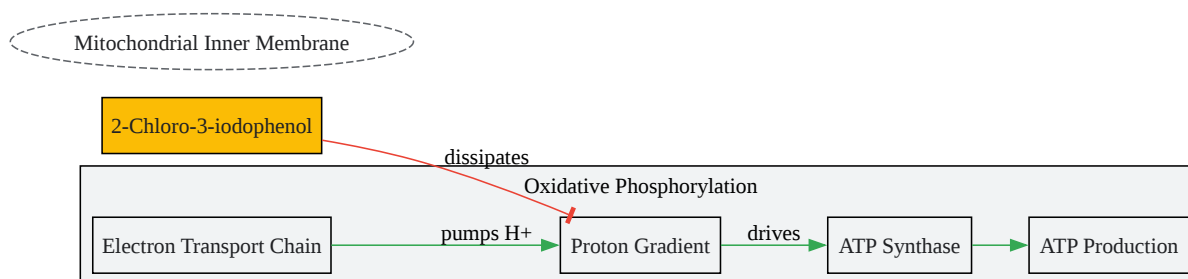 Mitochondrial Inner Membrane
2-Chloro-3-iodophenol
dissipates
Oxidative Phosphorylation
Electron Transport Chain
pumps H+
Proton Gradient
drives
ATP Synthase
ATP Production